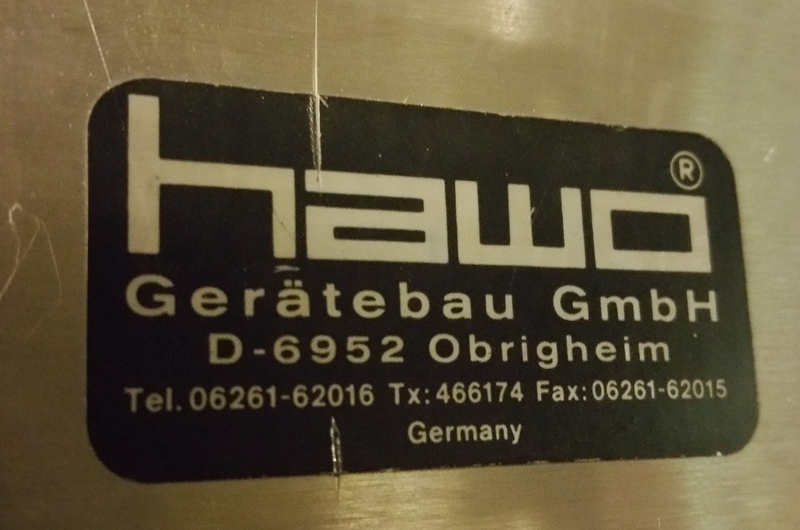 hawo®
Gerätebau GmbH
D-6952 Obrigheim
Tel. 06261-62016 Tx: 466174 Fax: 06261-62015
Germany